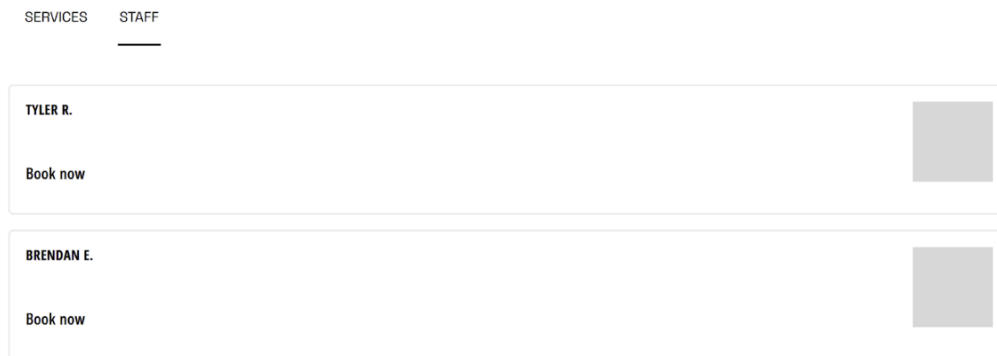 SERVICES STAFF
TYLER R.
Book now
BRENDAN E.
Book now